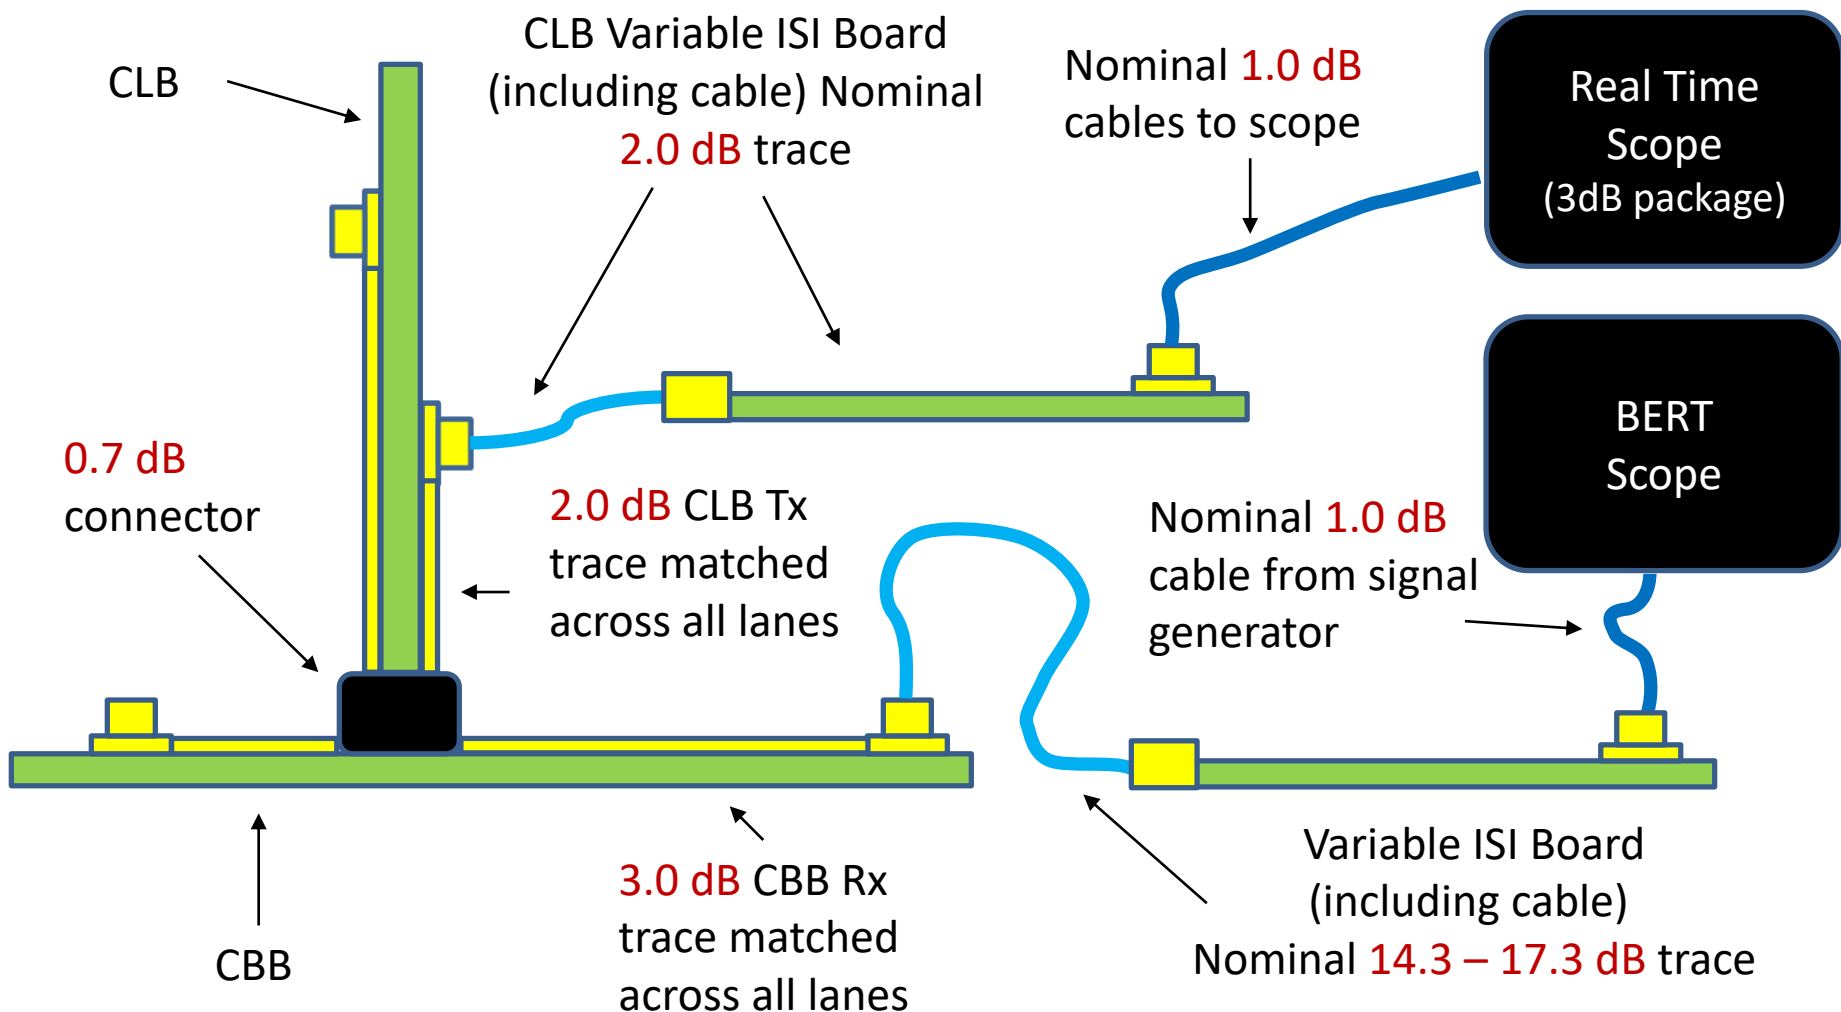 CLB
CLB Variable ISI Board
(including cable) Nominal
2.0 dB trace
Nominal 1.0 dB
cables to scope
Real Time
Scope
(3dB package)
0.7 dB
connector
2.0 dB CLB Tx
trace matched
across all lanes
Nominal 1.0 dB
cable from signal
generator
BERT
Scope
CBB
3.0 dB CBB Rx
trace matched
across all lanes
Variable ISI Board
(including cable)
Nominal 14.3 – 17.3 dB trace